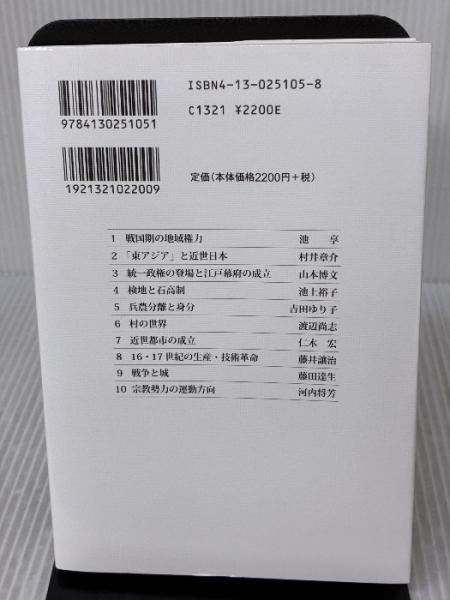 ISBN4-13-025105-8
C1321 ¥2200E
9784130251051
定価(本体価格2200円+税)
1921321022009
1 戦国期の地域権力 池 享
2 「東アジア」と近世日本 村井章介
3 統一政権の登場と江戸幕府の成立 山本博文
4 検地と石高制 池上裕子
5 兵農分離と身分 吉田ゆり子
6 村の世界 渡辺尚志
7 近世都市の成立 仁木 宏
8 16・17世紀の生産・技術革命 藤井讓治
9 戦争と城 藤田達生
10 宗教勢力の運動方向 河内将芳